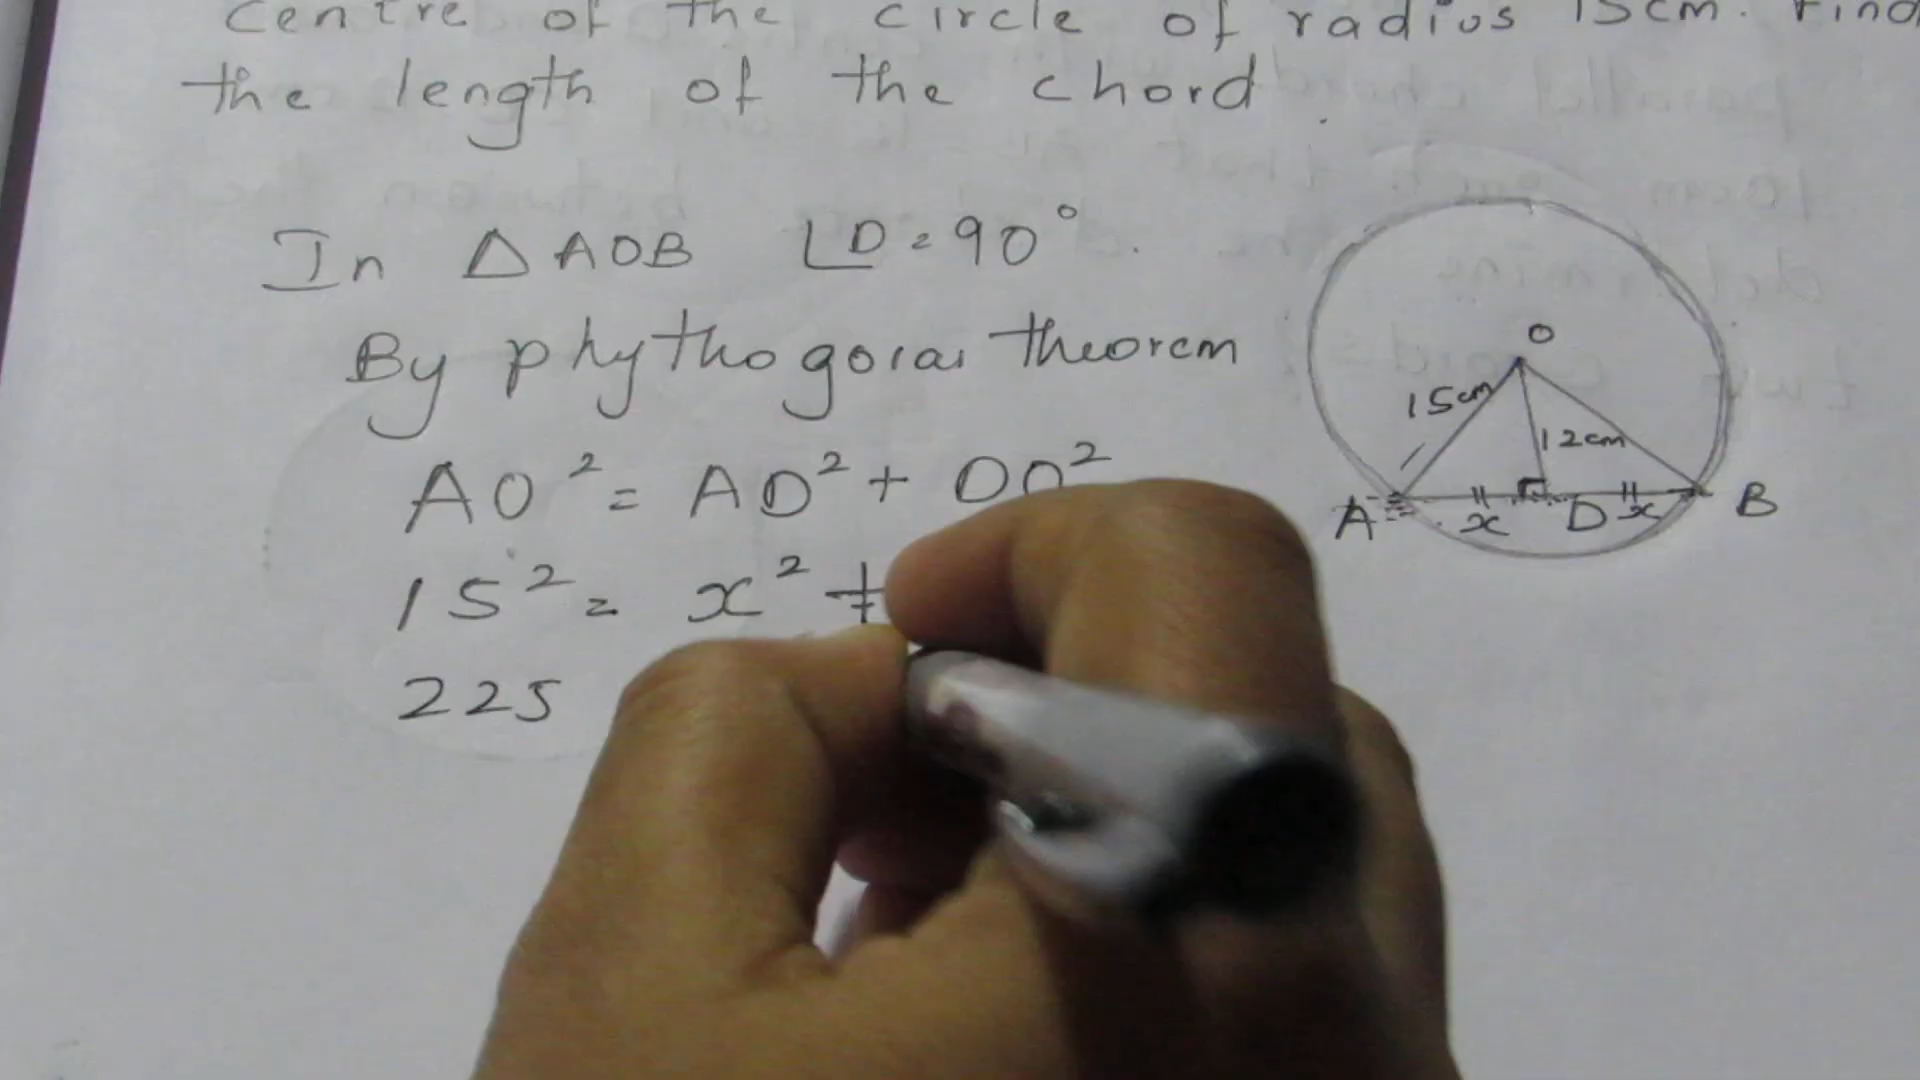 centre of the circle of radius 15cm. Find
the length of the chord.
In △AOB ∠D=90°.
By phythogoras theorem
AO² = AD² + DO²
15² = x² +
225
O
15cm
12cm
A x D x B